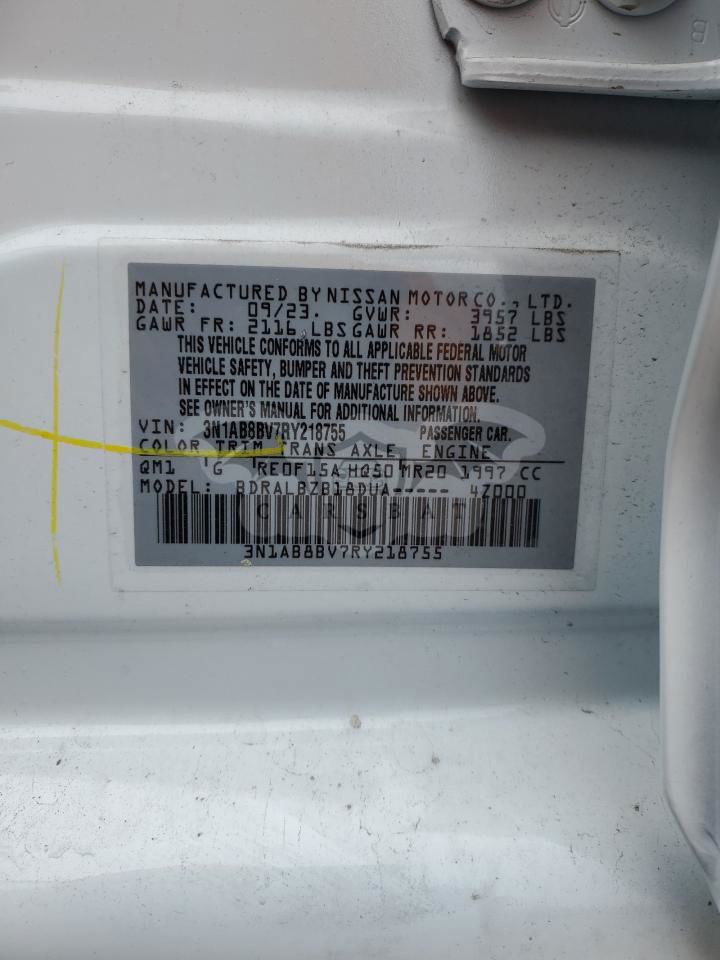 B
MANUFACTURED BY NISSAN MOTOR CO., LTD.
DATE: 09/23. GVWR: 3957 LBS
GAWR FR: 2116 LBS GAWR RR: 1852 LBS
THIS VEHICLE CONFORMS TO ALL APPLICABLE FEDERAL MOTOR
VEHICLE SAFETY, BUMPER AND THEFT PREVENTION STANDARDS
IN EFFECT ON THE DATE OF MANUFACTURE SHOWN ABOVE.
SEE OWNER'S MANUAL FOR ADDITIONAL INFORMATION.
VIN: 3N1AB8BV7RY218755 PASSENGER CAR.
COLOR TRIM TRANS AXLE ENGINE
QM1 G RE0F15A HQ50 MR20 1997 CC
MODEL: BDRALBZB18DUA----- 4Z000
CARSBAT
3N1AB8BV7RY218755